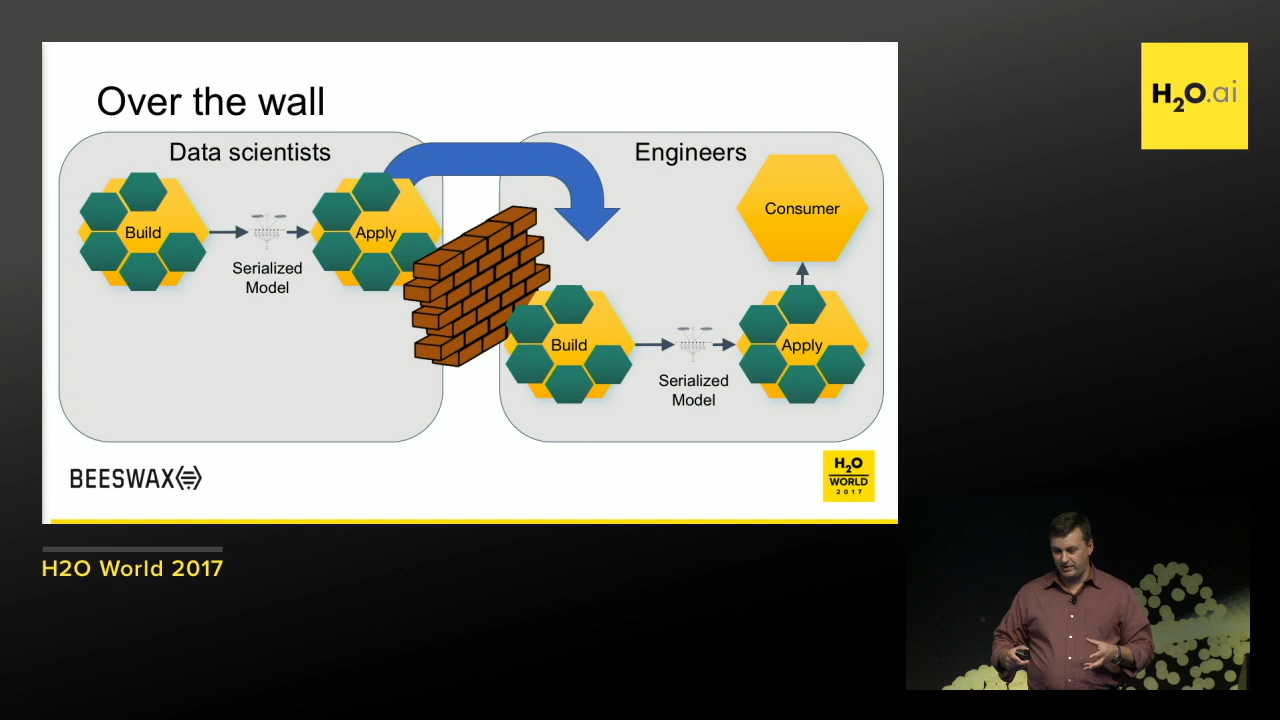 Over the wall
Data scientists
Engineers
Build
Serialized
Model
Apply
Consumer
Build
Serialized
Model
Apply
BEESWAX
H2O
WORLD
2017
H2O.ai
H2O World 2017